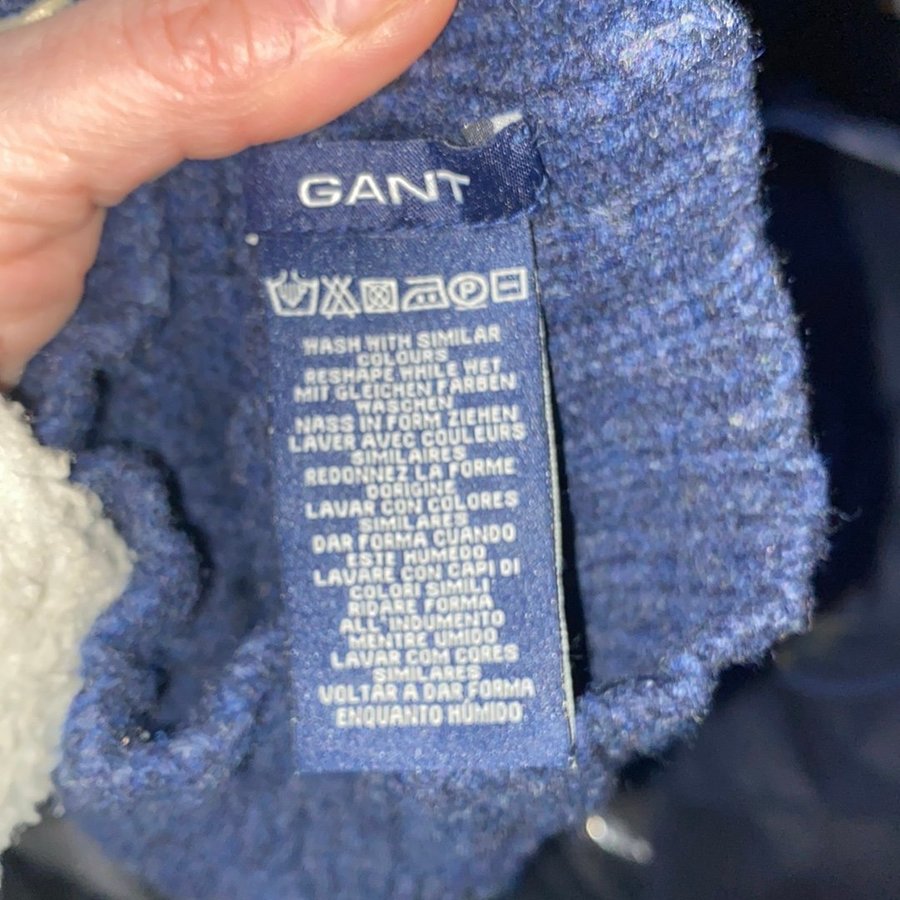 GANT
P
WASH WITH SIMILAR
COLOURS
RESHAPE WHILE WET
MIT GLEICHEN FARBEN
WASCHEN
NASS IN FORM ZIEHEN
LAVER AVEC COULEURS
SIMILAIRES
REDONNEZ LA FORME
DORIGINE
LAVAR CON COLORES
SIMILARES
DAR FORMA CUANDO
ESTE HUMEDO
LAVARE CON CAPI DI
COLORI SIMILI
RIDARE FORMA
ALL'INDUMENTO
MENTRE UMIDO
LAVAR COM CORES
SIMILARES
VOLTAR A DAR FORMA
ENQUANTO HÚMIDO